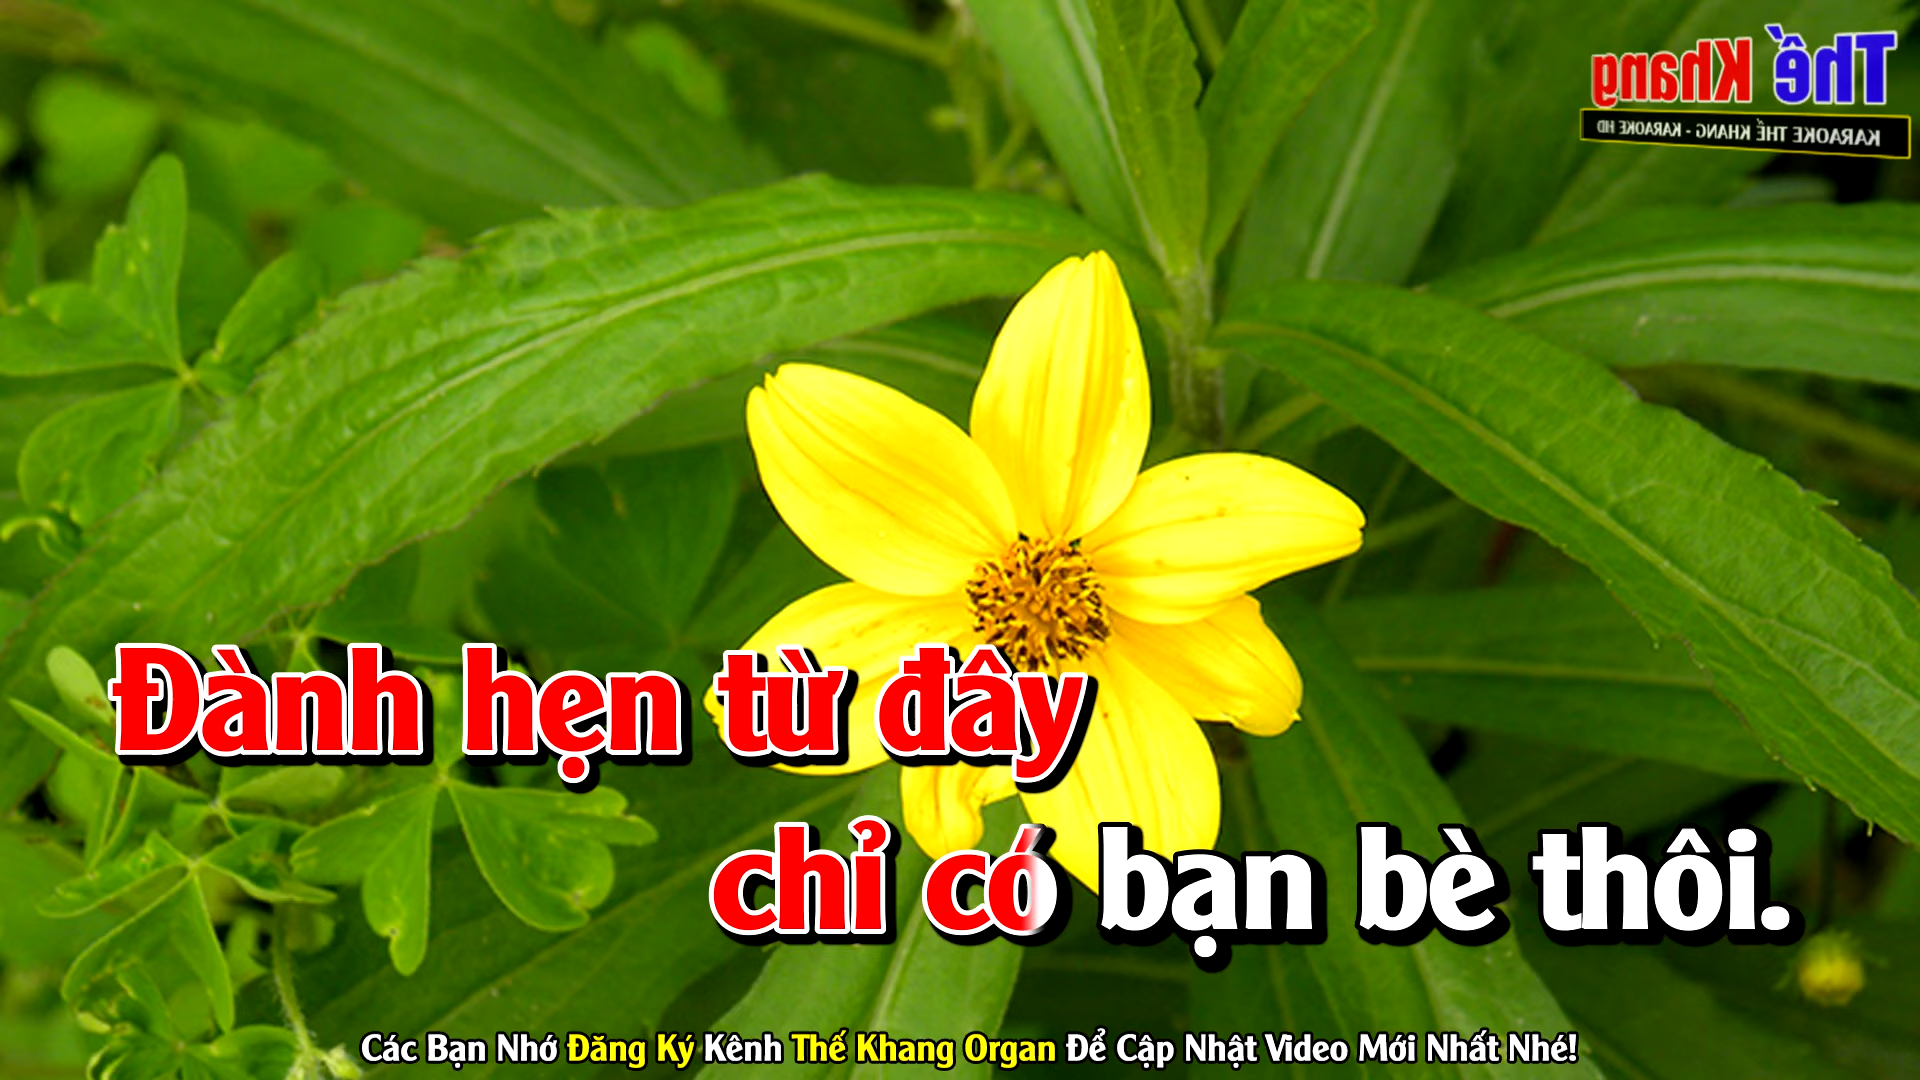 Thế Khang
KARAOKE THẾ KHANG - KARAOKE HD
Đành hẹn từ đây
chỉ có bạn bè thôi.
Các Bạn Nhớ Đăng Ký Kênh Thế Khang Organ Để Cập Nhật Video Mới Nhất Nhé!